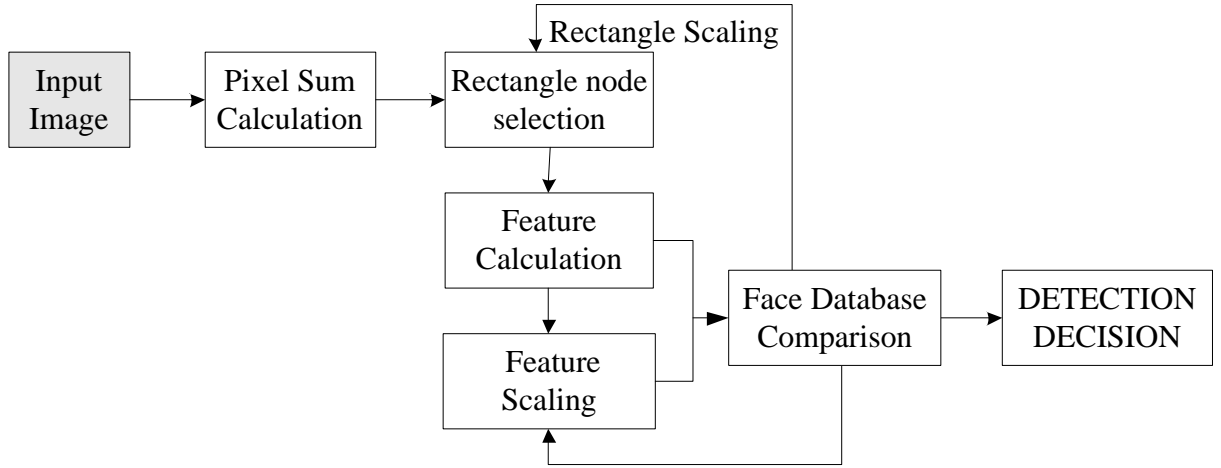 Rectangle Scaling
Input
Image
Pixel Sum
Calculation
Rectangle node
selection
Feature
Calculation
Feature
Scaling
Face Database
Comparison
DETECTION
DECISION